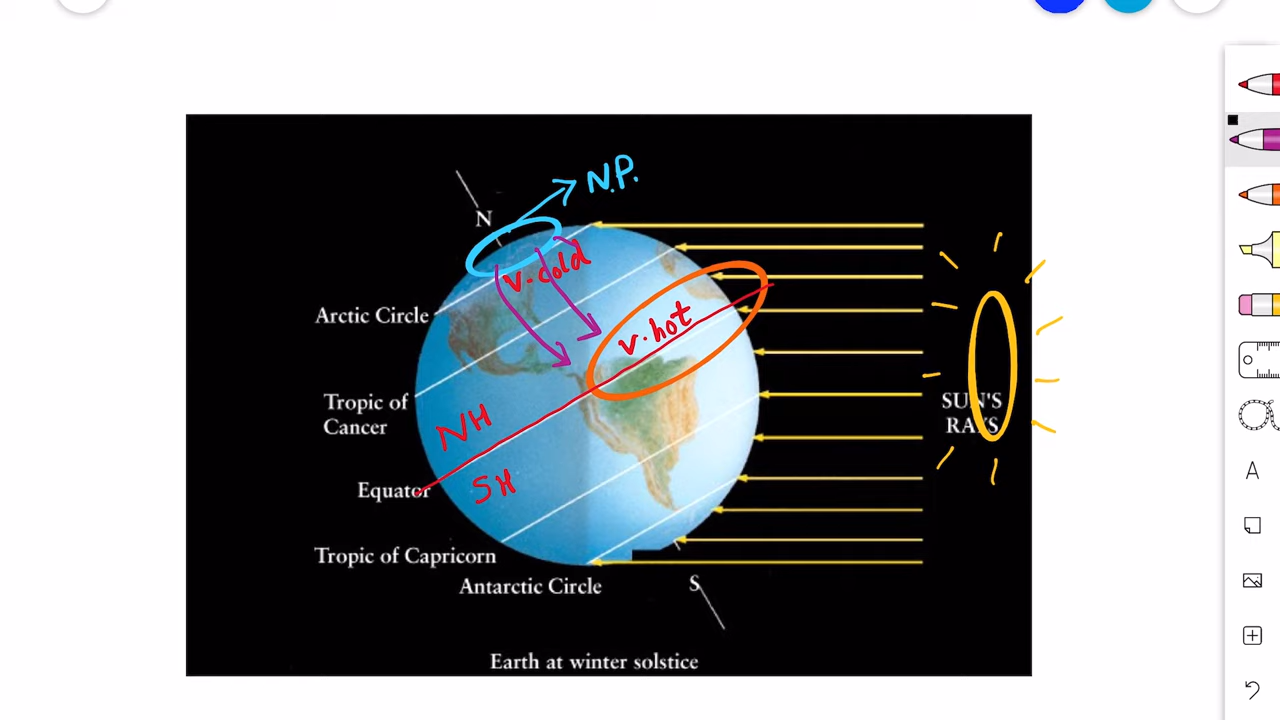 N.P.
N
v.cold
Arctic Circle
v.hot
Tropic of
Cancer
SUN'S
RAYS
NH
SH
Equator
Tropic of Capricorn
Antarctic Circle
S
Earth at winter solstice
A